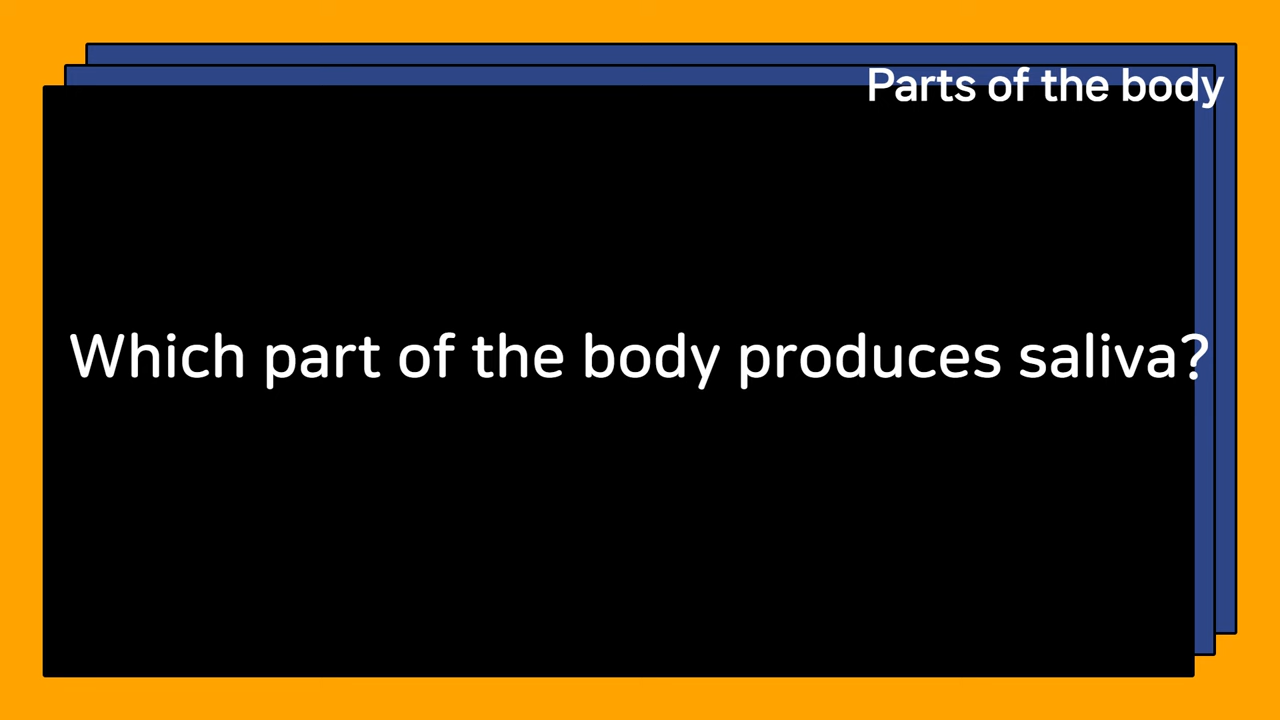 Parts of the body
Which part of the body produces saliva?